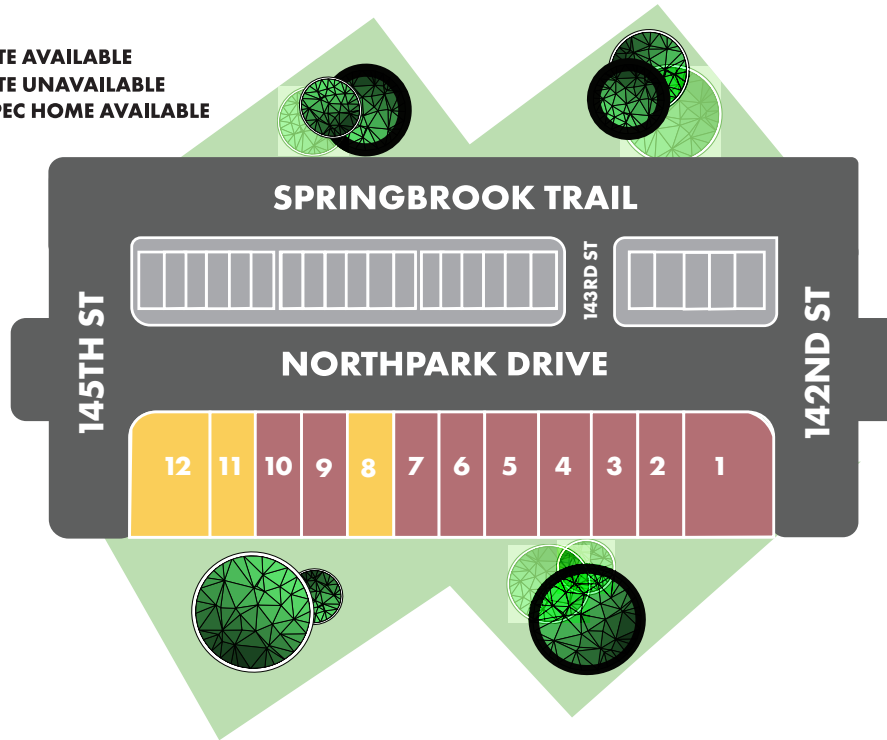 TE AVAILABLE
TE UNAVAILABLE
PEC HOME AVAILABLE
SPRINGBROOK TRAIL
143RD ST
145TH ST
NORTHPARK DRIVE
142ND ST
12 11 10 9 8 7 6 5 4 3 2 1